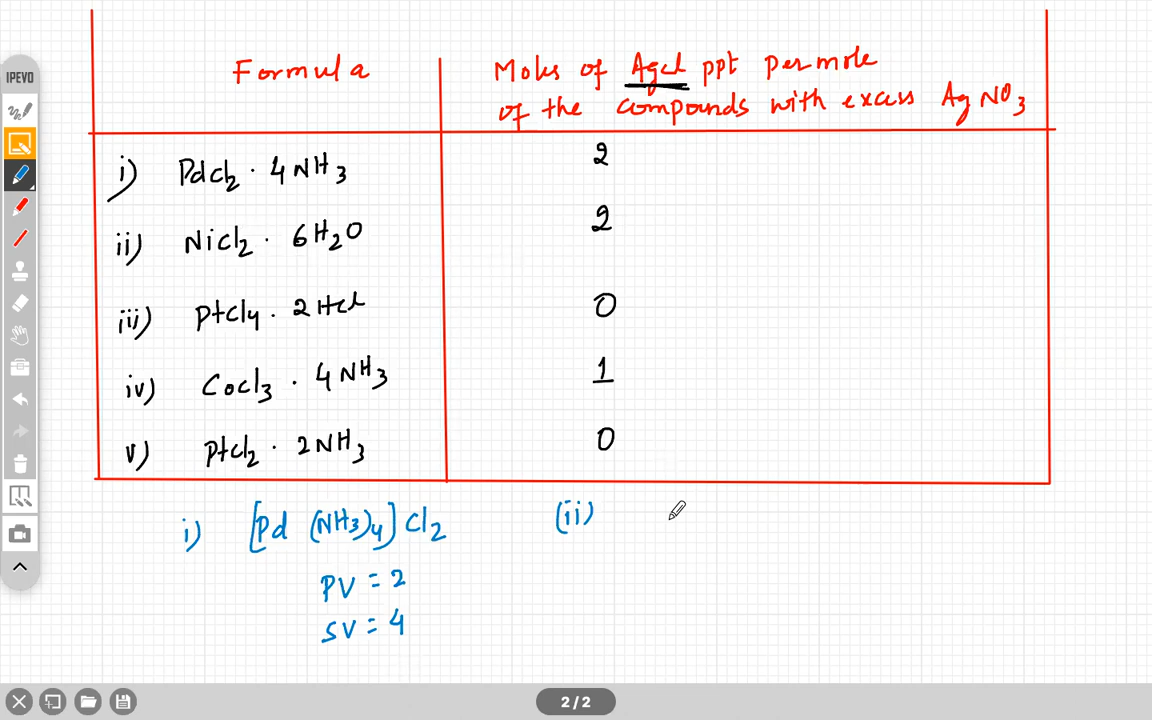 IPEVO
Formula
Moles of Agcl ppt per mole
of the compounds with excess AgNO3
i) PdCl2 · 4NH3
2
ii) NiCl2 · 6H2O
2
iii) PtCl4 · 2HCl
0
iv) CoCl3 · 4NH3
1
v) PtCl2 · 2NH3
0
i) [Pd (NH3)4] Cl2 (ii)
PV = 2
SV = 4
2/2